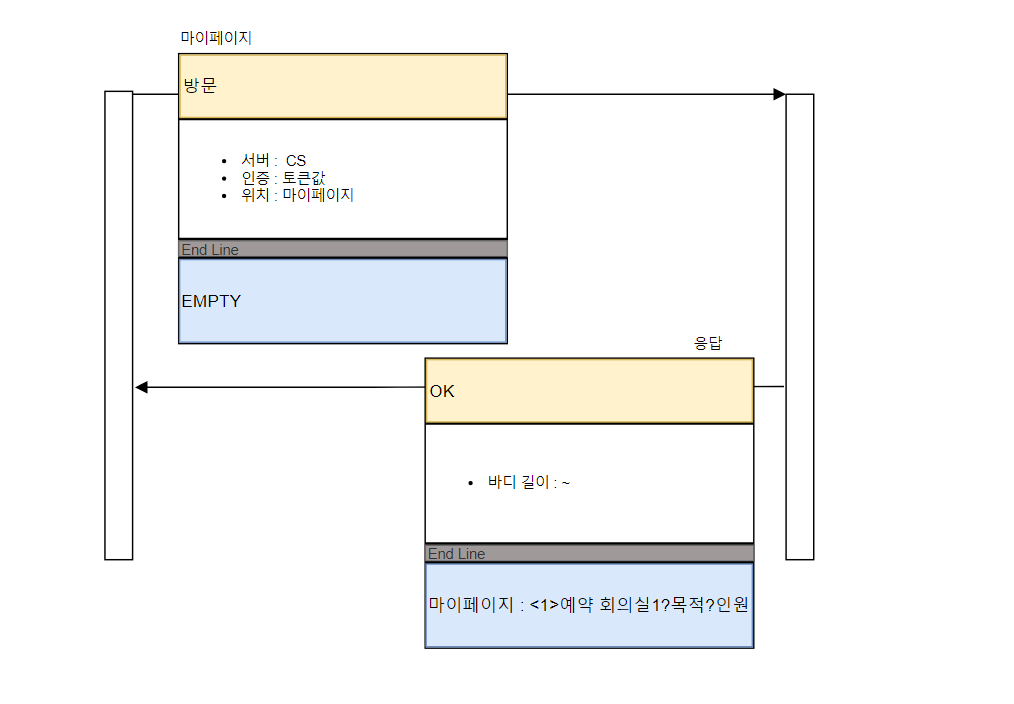 마이페이지
방문
• 서버 : CS
• 인증 : 토큰값
• 위치 : 마이페이지
End Line
EMPTY
응답
OK
• 바디 길이 : ~
End Line
마이페이지 : <1>예약 회의실1?목적?인원